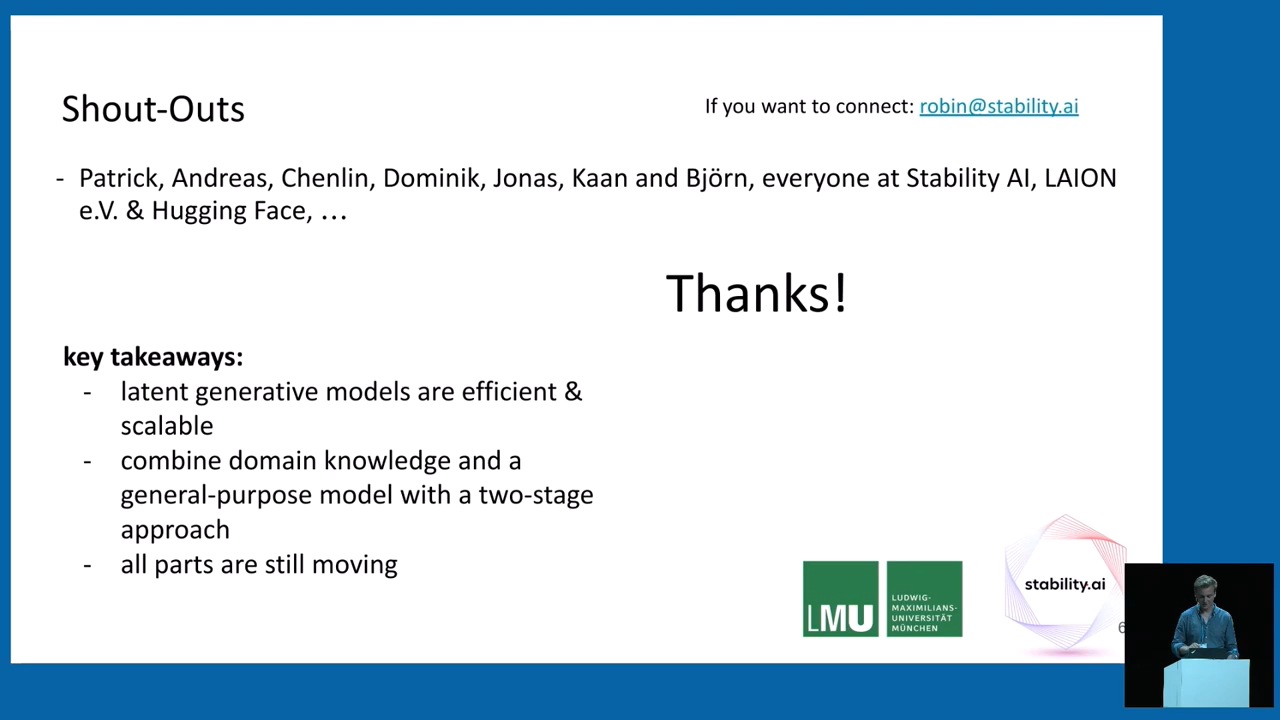 Shout-Outs
If you want to connect: robin@stability.ai
- Patrick, Andreas, Chenlin, Dominik, Jonas, Kaan and Björn, everyone at Stability AI, LAION
e.V. & Hugging Face, ...
Thanks!
key takeaways:
- latent generative models are efficient &
scalable
- combine domain knowledge and a
general-purpose model with a two-stage
approach
- all parts are still moving
LMU
LUDWIG-
MAXIMILIANS-
UNIVERSITÄT
MÜNCHEN
stability.ai